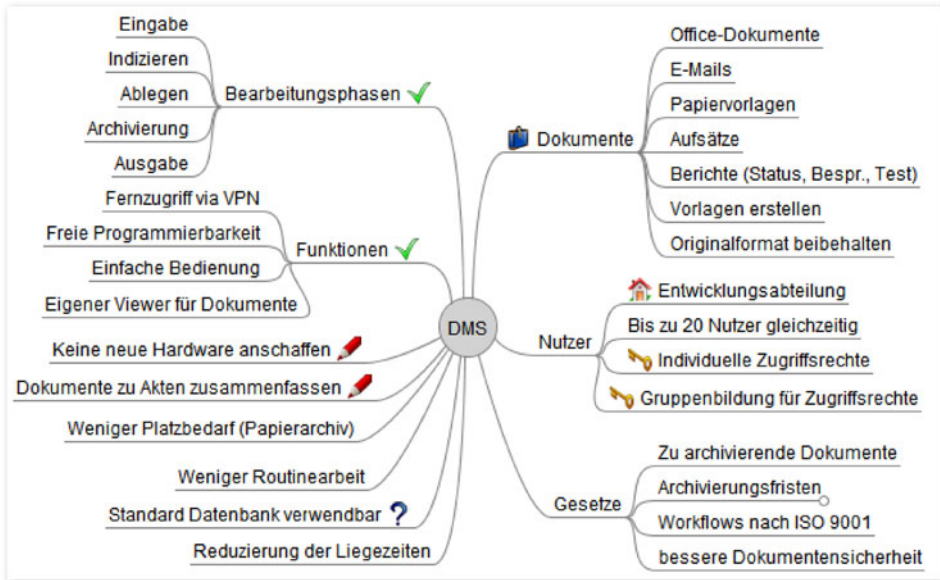 Eingabe
Indizieren
Ablegen
Archivierung
Ausgabe
Bearbeitungsphasen
Fernzugriff via VPN
Freie Programmierbarkeit
Einfache Bedienung
Eigener Viewer für Dokumente
Funktionen
Keine neue Hardware anschaffen
Dokumente zu Akten zusammenfassen
Weniger Platzbedarf (Papierarchiv)
Weniger Routinearbeit
Standard Datenbank verwendbar ?
Reduzierung der Liegezeiten
DMS
Dokumente
Office-Dokumente
E-Mails
Papiervorlagen
Aufsätze
Berichte (Status, Bespr., Test)
Vorlagen erstellen
Originalformat beibehalten
Nutzer
Entwicklungsabteilung
Bis zu 20 Nutzer gleichzeitig
Individuelle Zugriffsrechte
Gruppenbildung für Zugriffsrechte
Gesetze
Zu archivierende Dokumente
Archivierungsfristen
Workflows nach ISO 9001
bessere Dokumentensicherheit